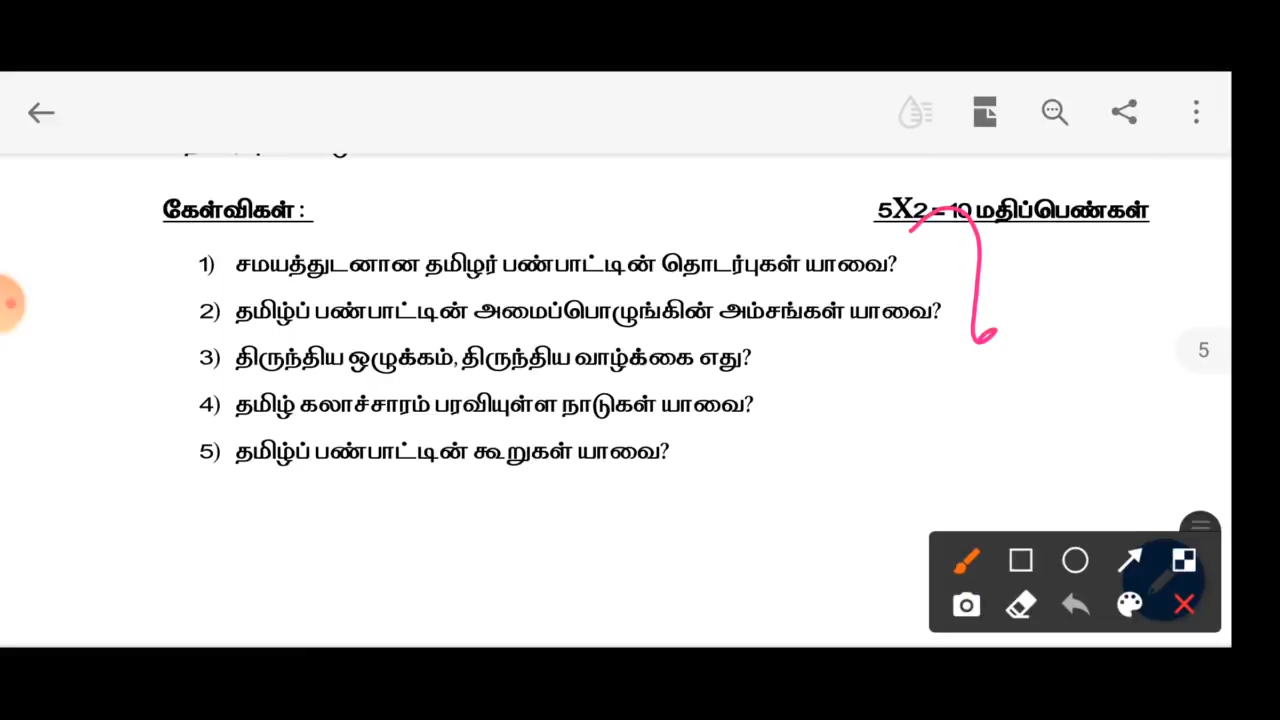 கேள்விகள் : 5X2 = 10 மதிப்பெண்கள்
1) சமயத்துடனான தமிழர் பண்பாட்டின் தொடர்புகள் யாவை?
2) தமிழ்ப் பண்பாட்டின் அமைப்பொழுங்கின் அம்சங்கள் யாவை?
3) திருந்திய ஒழுக்கம், திருந்திய வாழ்க்கை எது?
5
4) தமிழ் கலாச்சாரம் பரவியுள்ள நாடுகள் யாவை?
5) தமிழ்ப் பண்பாட்டின் கூறுகள் யாவை?